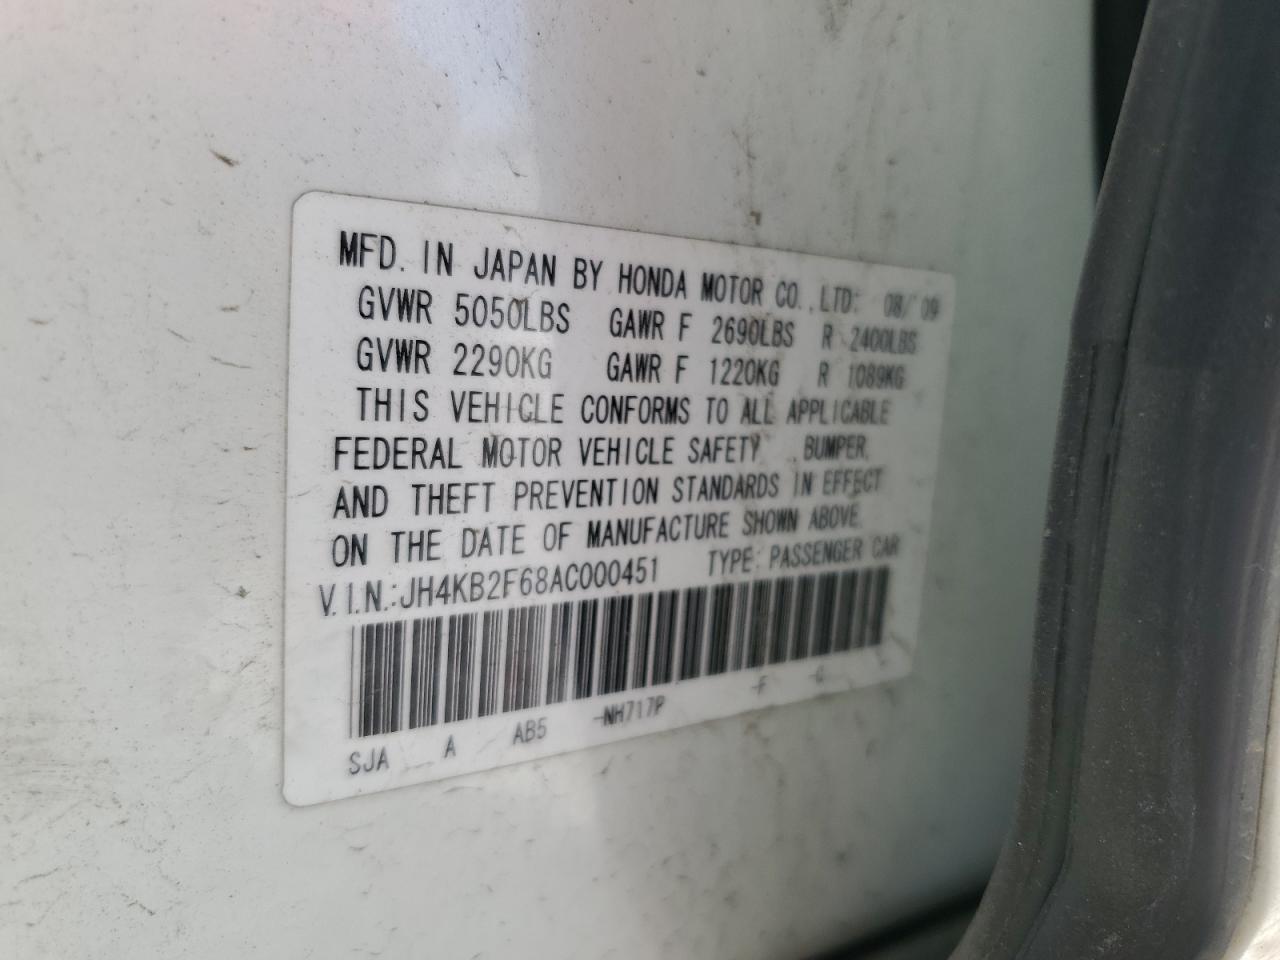 MFD. IN JAPAN BY HONDA MOTOR CO.,LTD: 08/ 09
GVWR 5050LBS GAWR F 2690LBS R 2400LBS
GVWR 2290KG GAWR F 1220KG R 1089KG
THIS VEHICLE CONFORMS TO ALL APPLICABLE
FEDERAL MOTOR VEHICLE SAFETY , BUMPER,
AND THEFT PREVENTION STANDARDS IN EFFECT
ON THE DATE OF MANUFACTURE SHOWN ABOVE.
V.I.N.:JH4KB2F68AC000451 TYPE: PASSENGER CAR
SJA A AB5 -NH717P -F -C